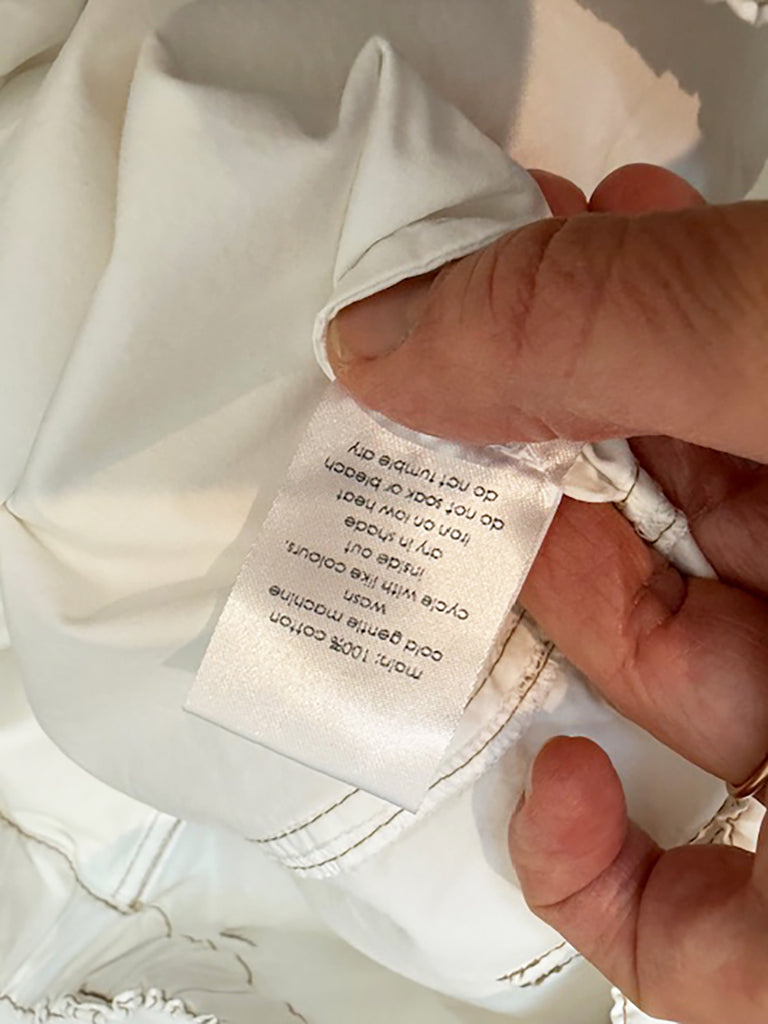 main: 100% cotton
cold gentle machine
wash
cycle with like colours.
inside out
dry in shade
iron on low heat
do not soak or bleach
do not tumble dry